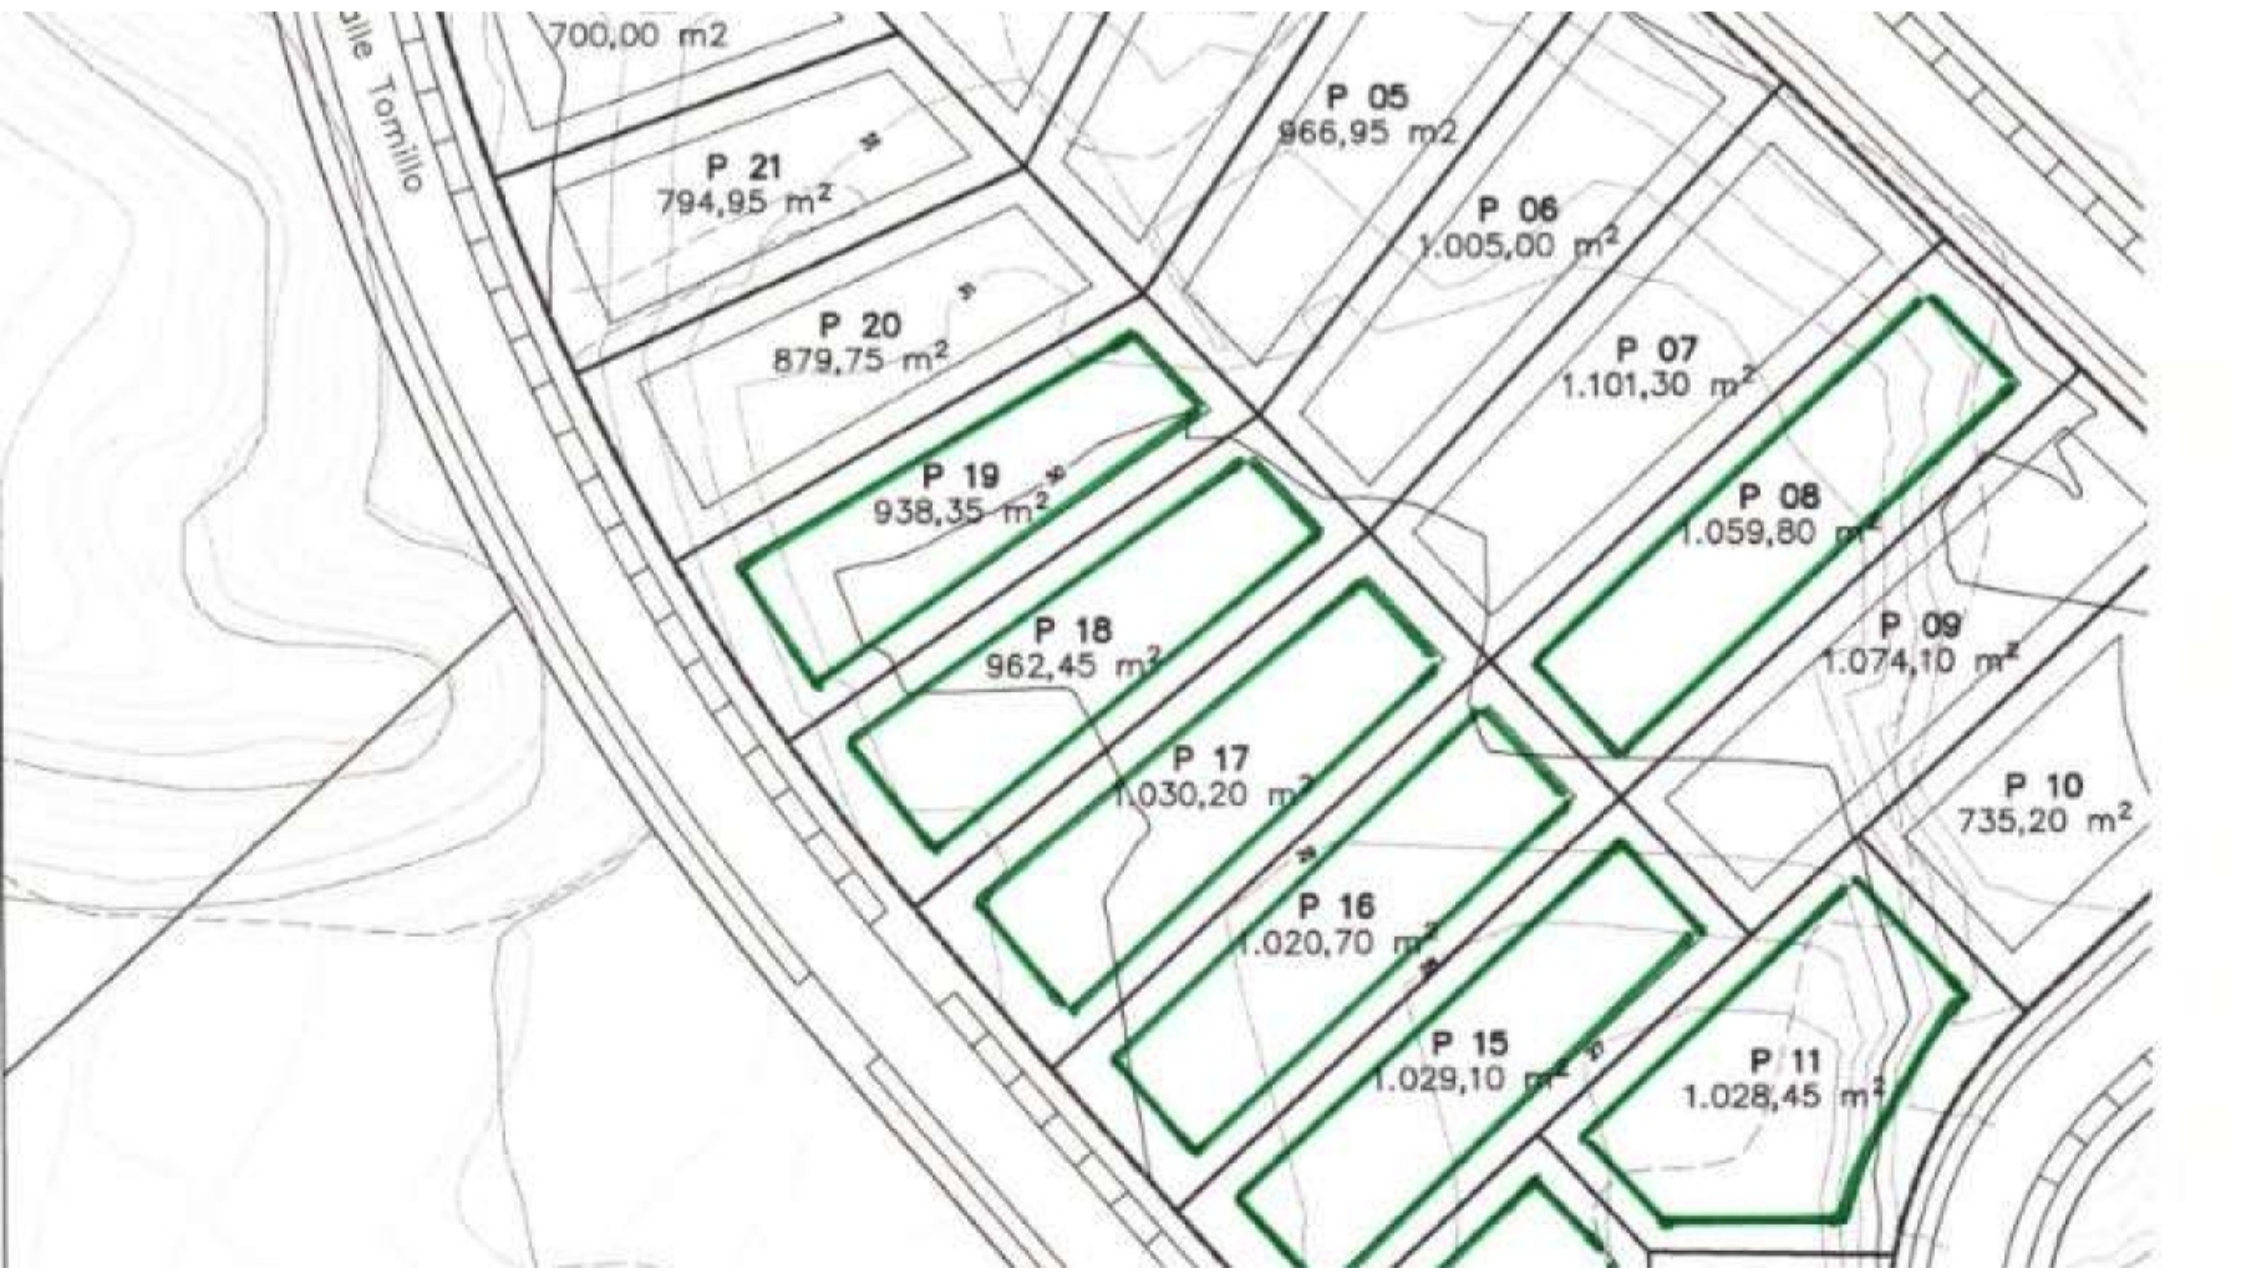 700,00 m2
alle Tomillo
P 05
966,95 m2
P 21
794,95 m²
P 06
1.005,00 m²
P 20
879,75 m²
P 07
1.101,30 m²
P 19
938,35 m²
P 08
1.059,80 m²
P 18
962,45 m²
P 09
1.074,10 m²
P 17
1.030,20 m²
P 10
735,20 m²
P 16
1.020,70 m²
P 15
1.029,10 m²
P 11
1.028,45 m²